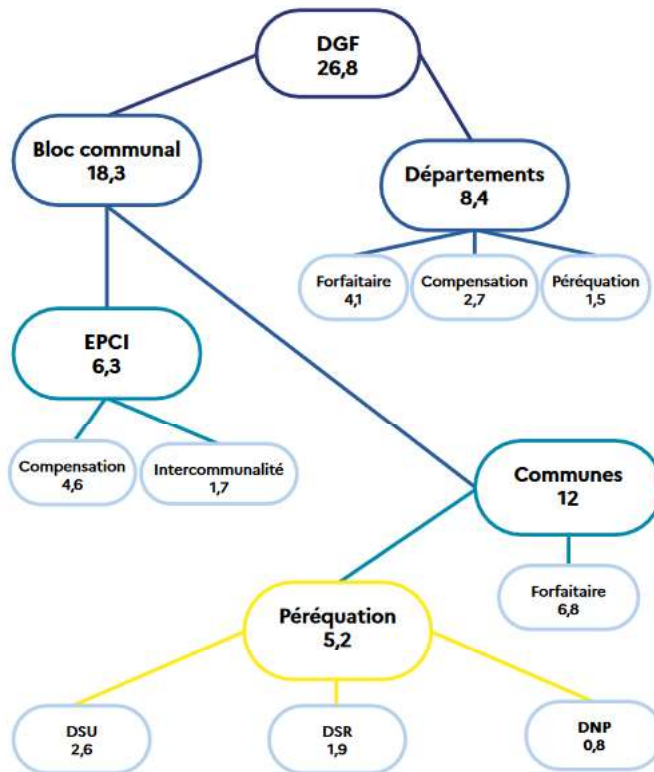 DGF
26,8
Bloc communal
18,3
Départements
8,4
Forfaitaire
4,1
Compensation
2,7
Péréquation
1,5
EPCI
6,3
Compensation
4,6
Intercommunalité
1,7
Communes
12
Forfaitaire
6,8
Péréquation
5,2
DSU
2,6
DSR
1,9
DNP
0,8